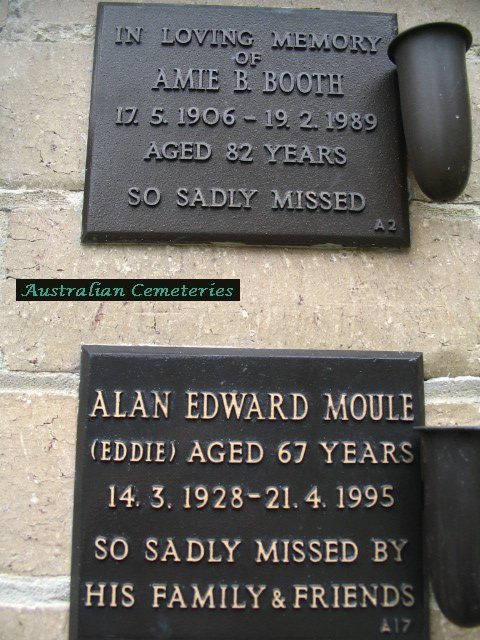 IN LOVING MEMORY
OF
AMIE B. BOOTH
17. 5. 1906 - 19. 2. 1989
AGED 82 YEARS
SO SADLY MISSED
A2
Australian Cemeteries
ALAN EDWARD MOULE
(EDDIE) AGED 67 YEARS
14. 3. 1928 - 21. 4. 1995
SO SADLY MISSED BY
HIS FAMILY & FRIENDS
A17